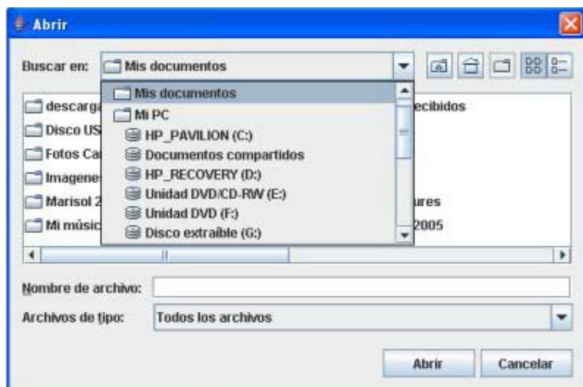 Abrir
Buscar en: Mis documentos
Mis documentos
Mi PC
HP_PAVILION (C:)
Documentos compartidos
HP_RECOVERY (D:)
Unidad DVD/CD-RW (E:)
Unidad DVD (F:)
Disco extraíble (G:)
descarga
Disco US
Fotos Ca
Imagene
Marisol 2
Mi músic
ecibidos
ures
2005
Nombre de archivo:
Archivos de tipo: Todos los archivos
Abrir Cancelar